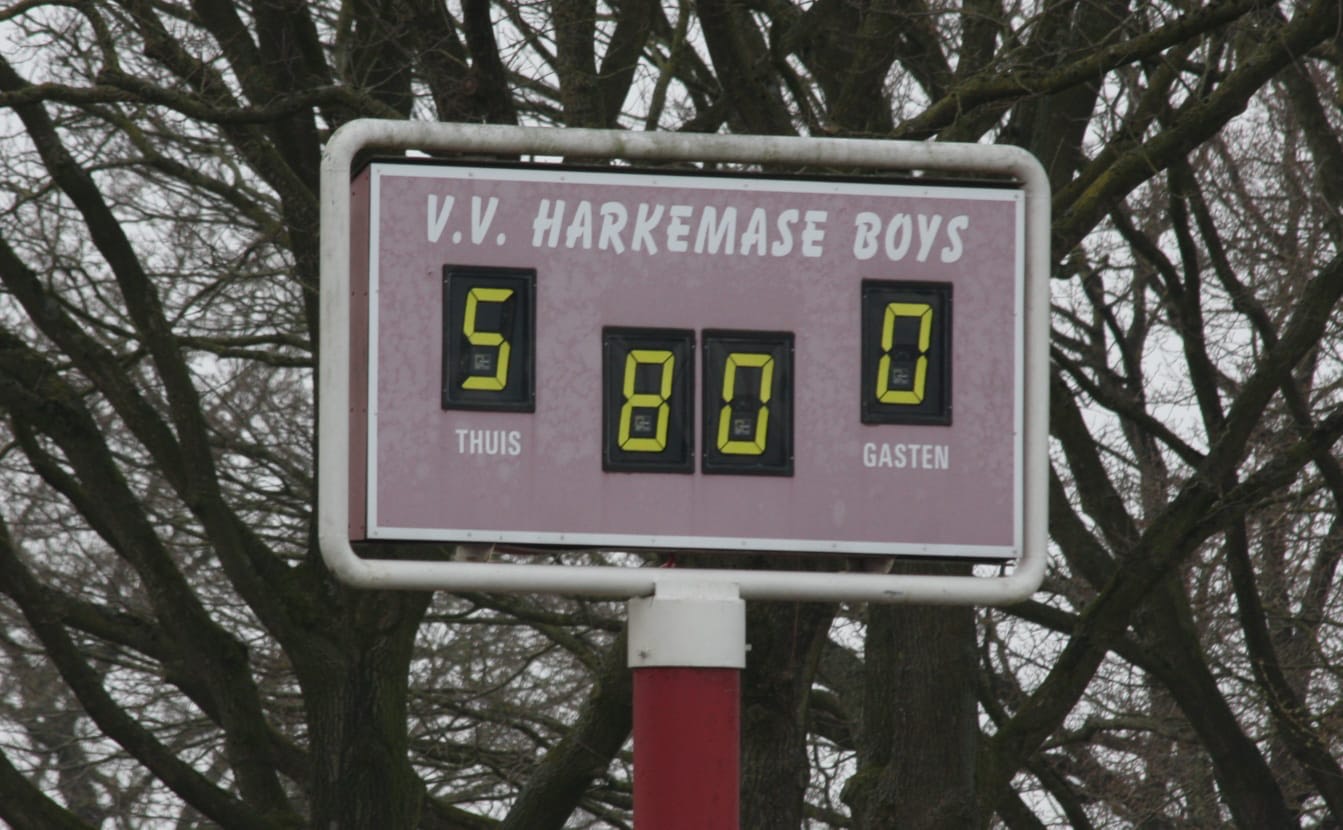 V.V. HARKEMASE BOYS
5 80 0
THUIS GASTEN